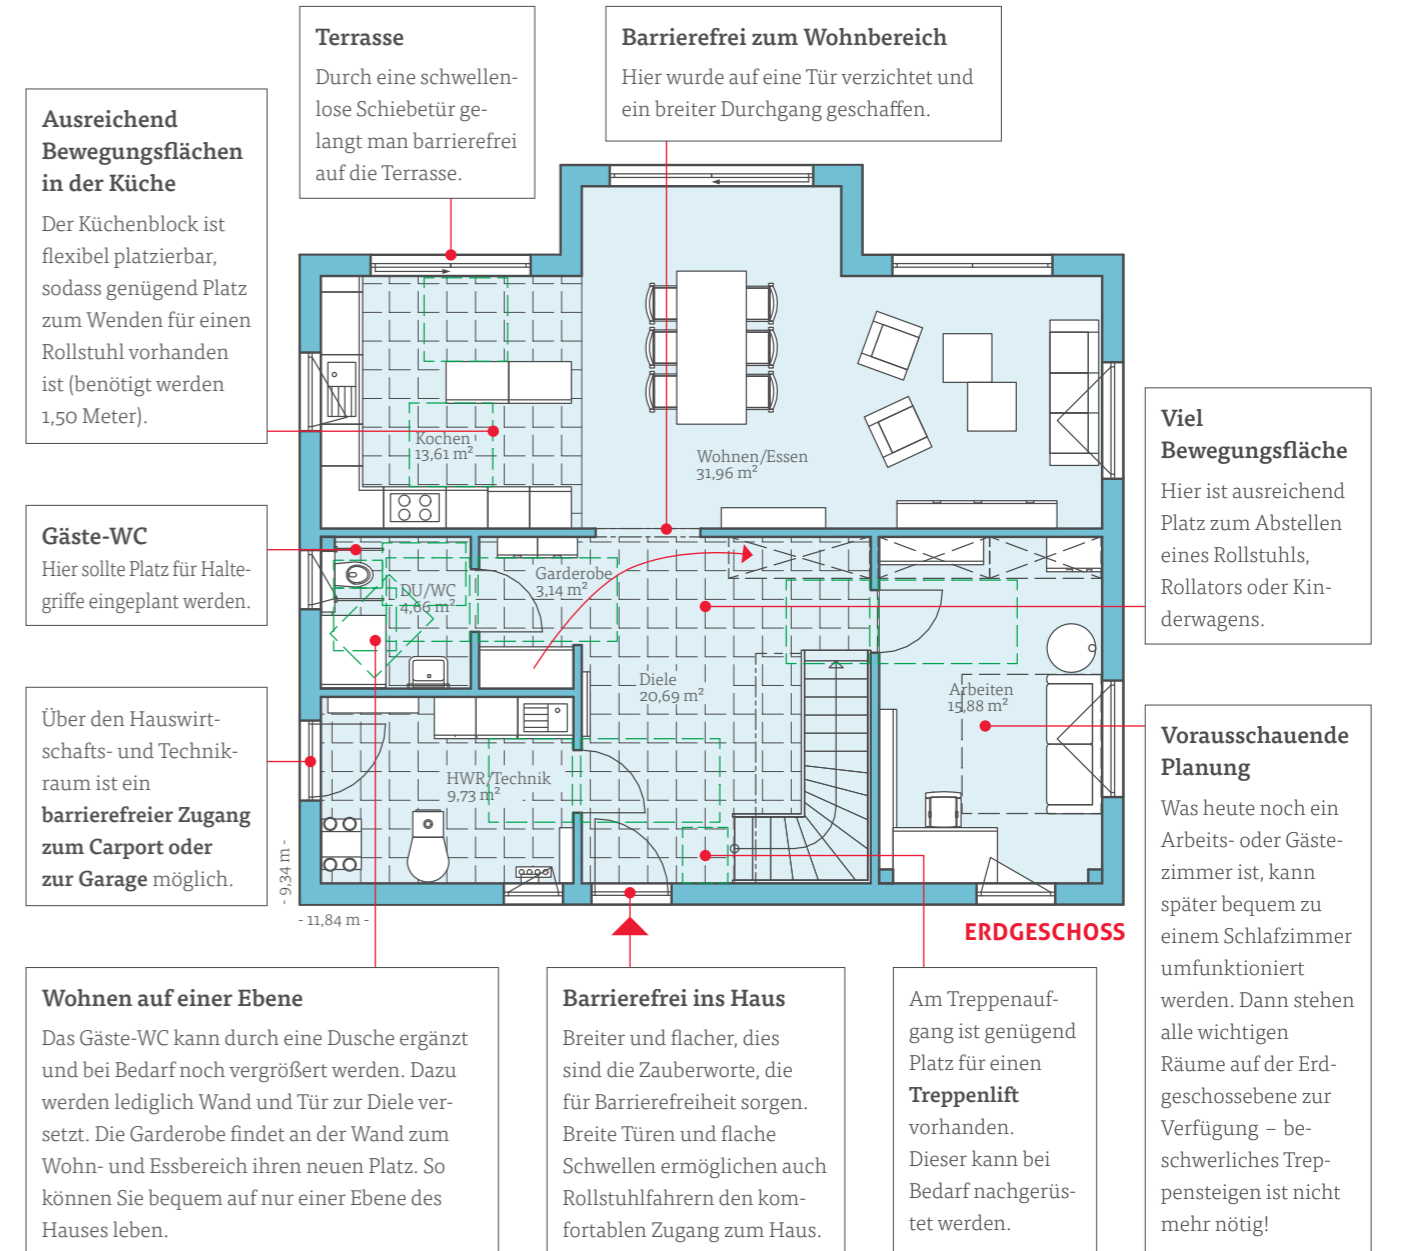 Terrasse
Durch eine schwellen-
lose Schiebetür ge-
langt man barrierefrei
auf die Terrasse.
Barrierefrei zum Wohnbereich
Hier wurde auf eine Tür verzichtet und
ein breiter Durchgang geschaffen.
Ausreichend
Bewegungsflächen
in der Küche
Der Küchenblock ist
flexibel platzierbar,
sodass genügend Platz
zum Wenden für einen
Rollstuhl vorhanden
ist (benötigt werden
1,50 Meter).
Gäste-WC
Hier sollte Platz für Halte-
griffe eingeplant werden.
Über den Hauswirt-
schafts- und Technik-
raum ist ein
barrierefreier Zugang
zum Carport oder
zur Garage möglich.
Kochen
13,61 m²
Wohnen/Essen
31,96 m²
DU/WC
4,66 m²
Garderobe
3,14 m²
Diele
20,69 m²
Arbeiten
15,88 m²
HWR/Technik
9,73 m²
- 9,34 m -
- 11,84 m -
ERDGESCHOSS
Viel
Bewegungsfläche
Hier ist ausreichend
Platz zum Abstellen
eines Rollstuhls,
Rollators oder Kin-
derwagens.
Vorausschauende
Planung
Was heute noch ein
Arbeits- oder Gäste-
zimmer ist, kann
später bequem zu
einem Schlafzimmer
umfunktioniert
werden. Dann stehen
alle wichtigen
Räume auf der Erd-
geschossebene zur
Verfügung – be-
schwerliches Trep-
pensteigen ist nicht
mehr nötig!
Wohnen auf einer Ebene
Das Gäste-WC kann durch eine Dusche ergänzt
und bei Bedarf noch vergrößert werden. Dazu
werden lediglich Wand und Tür zur Diele ver-
setzt. Die Garderobe findet an der Wand zum
Wohn- und Essbereich ihren neuen Platz. So
können Sie bequem auf nur einer Ebene des
Hauses leben.
Barrierefrei ins Haus
Breiter und flacher, dies
sind die Zauberworte, die
für Barrierefreiheit sorgen.
Breite Türen und flache
Schwellen ermöglichen auch
Rollstuhlfahrern den kom-
fortablen Zugang zum Haus.
Am Treppenauf-
gang ist genügend
Platz für einen
Treppenlift
vorhanden.
Dieser kann bei
Bedarf nachgerüs-
tet werden.